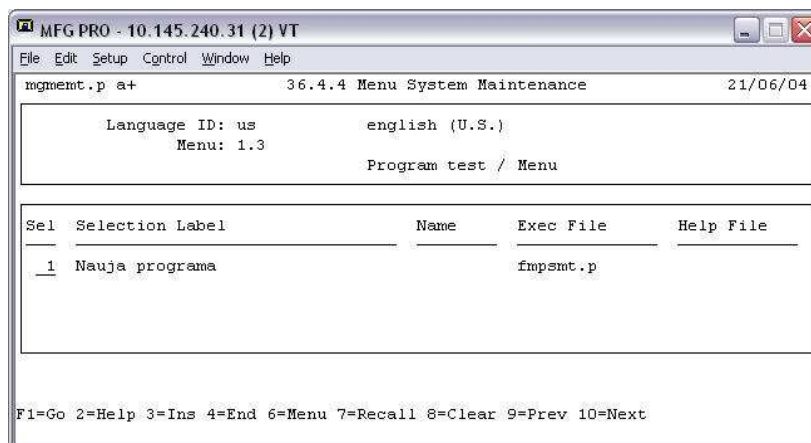 MFG PRO - 10.145.240.31 (2) VT
File Edit Setup Control Window Help
mgmemt.p a+ 36.4.4 Menu System Maintenance 21/06/04
Language ID: us english (U.S.)
Menu: 1.3
Program test / Menu
Sel Selection Label Name Exec File Help File
1 Nauja programa fmpsmt.p
F1=Go 2=Help 3=Ins 4=End 6=Menu 7=Recall 8=Clear 9=Prev 10=Next